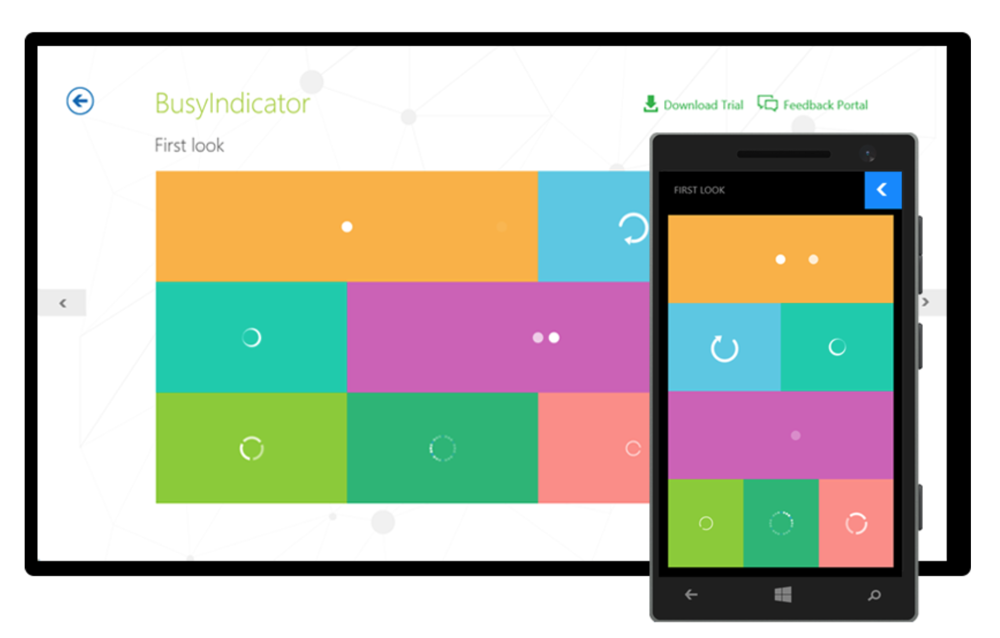 BusyIndicator
Download Trial
Feedback Portal
First look
FIRST LOOK